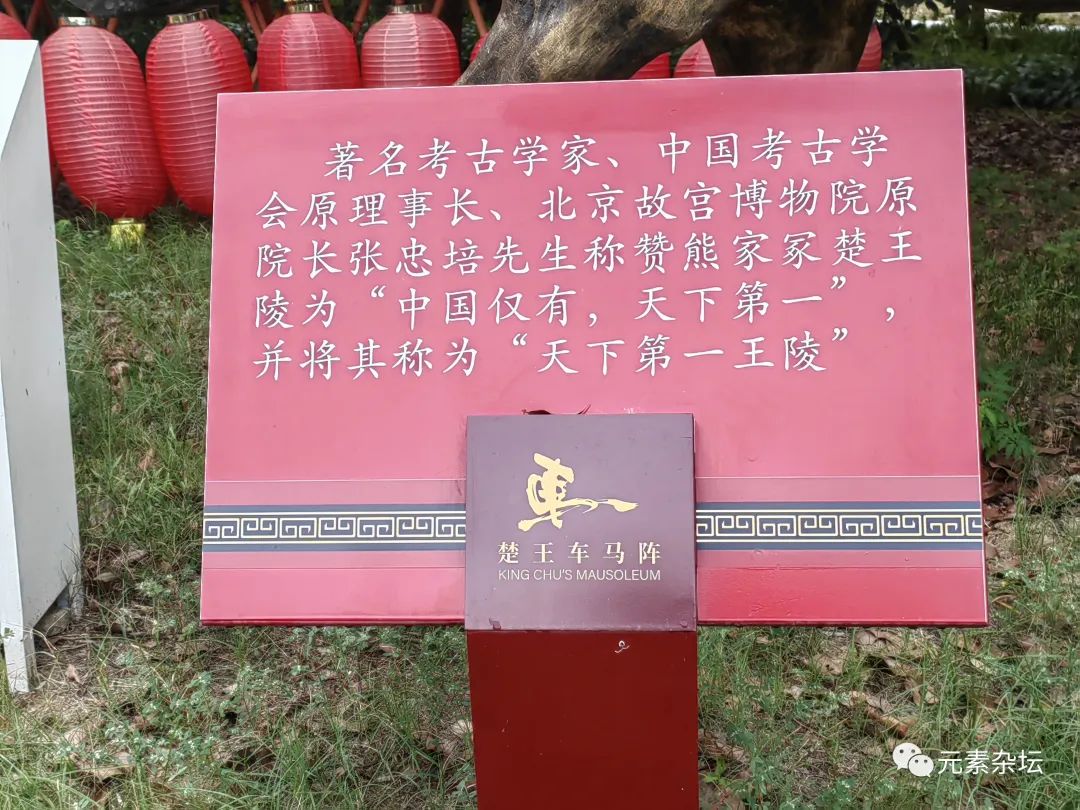 著名考古学家、中国考古学
会原理事长、北京故宫博物院原
院长张忠培先生称赞熊家冢楚王
陵为“中国仅有，天下第一”，
并将其称为“天下第一王陵”
楚王车马阵
KING CHU'S MAUSOLEUM
元素杂坛